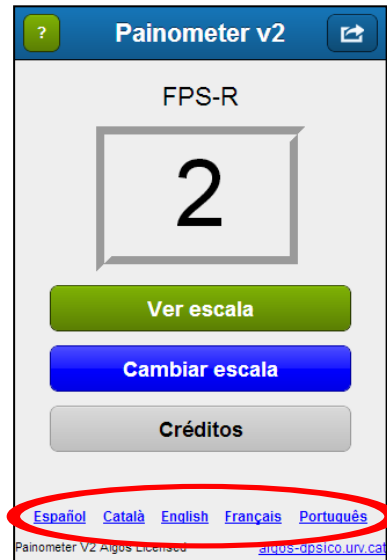 ?
Painometer v2
FPS-R
2
Ver escala
Cambiar escala
Créditos
Español Català English Français Português
Painometer V2 Algos Licensed algos-dpsico.urv.cat